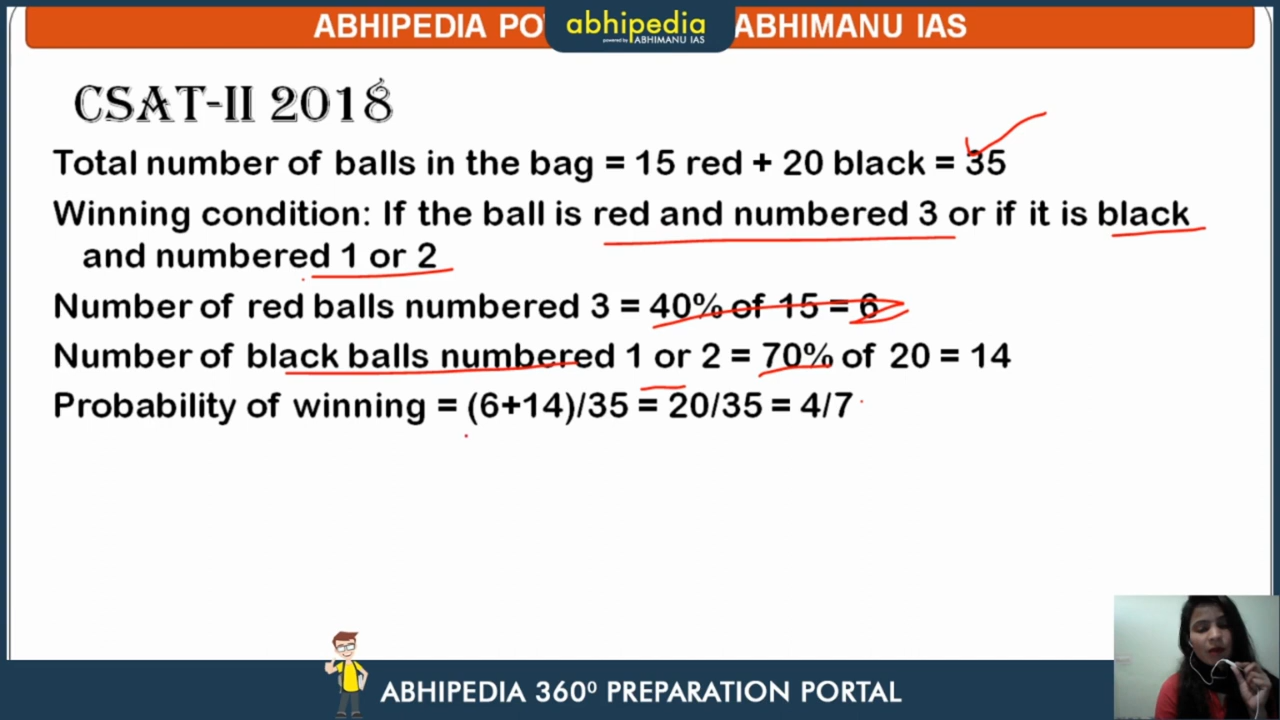 ABHIPEDIA PO ABHIMANU IAS
abhipedia
powered by ABHIMANU IAS
CSAT-II 2018
Total number of balls in the bag = 15 red + 20 black = 35
Winning condition: If the ball is red and numbered 3 or if it is black
and numbered 1 or 2
Number of red balls numbered 3 = 40% of 15 = 6
Number of black balls numbered 1 or 2 = 70% of 20 = 14
Probability of winning = (6+14)/35 = 20/35 = 4/7
ABHIPEDIA 360⁰ PREPARATION PORTAL